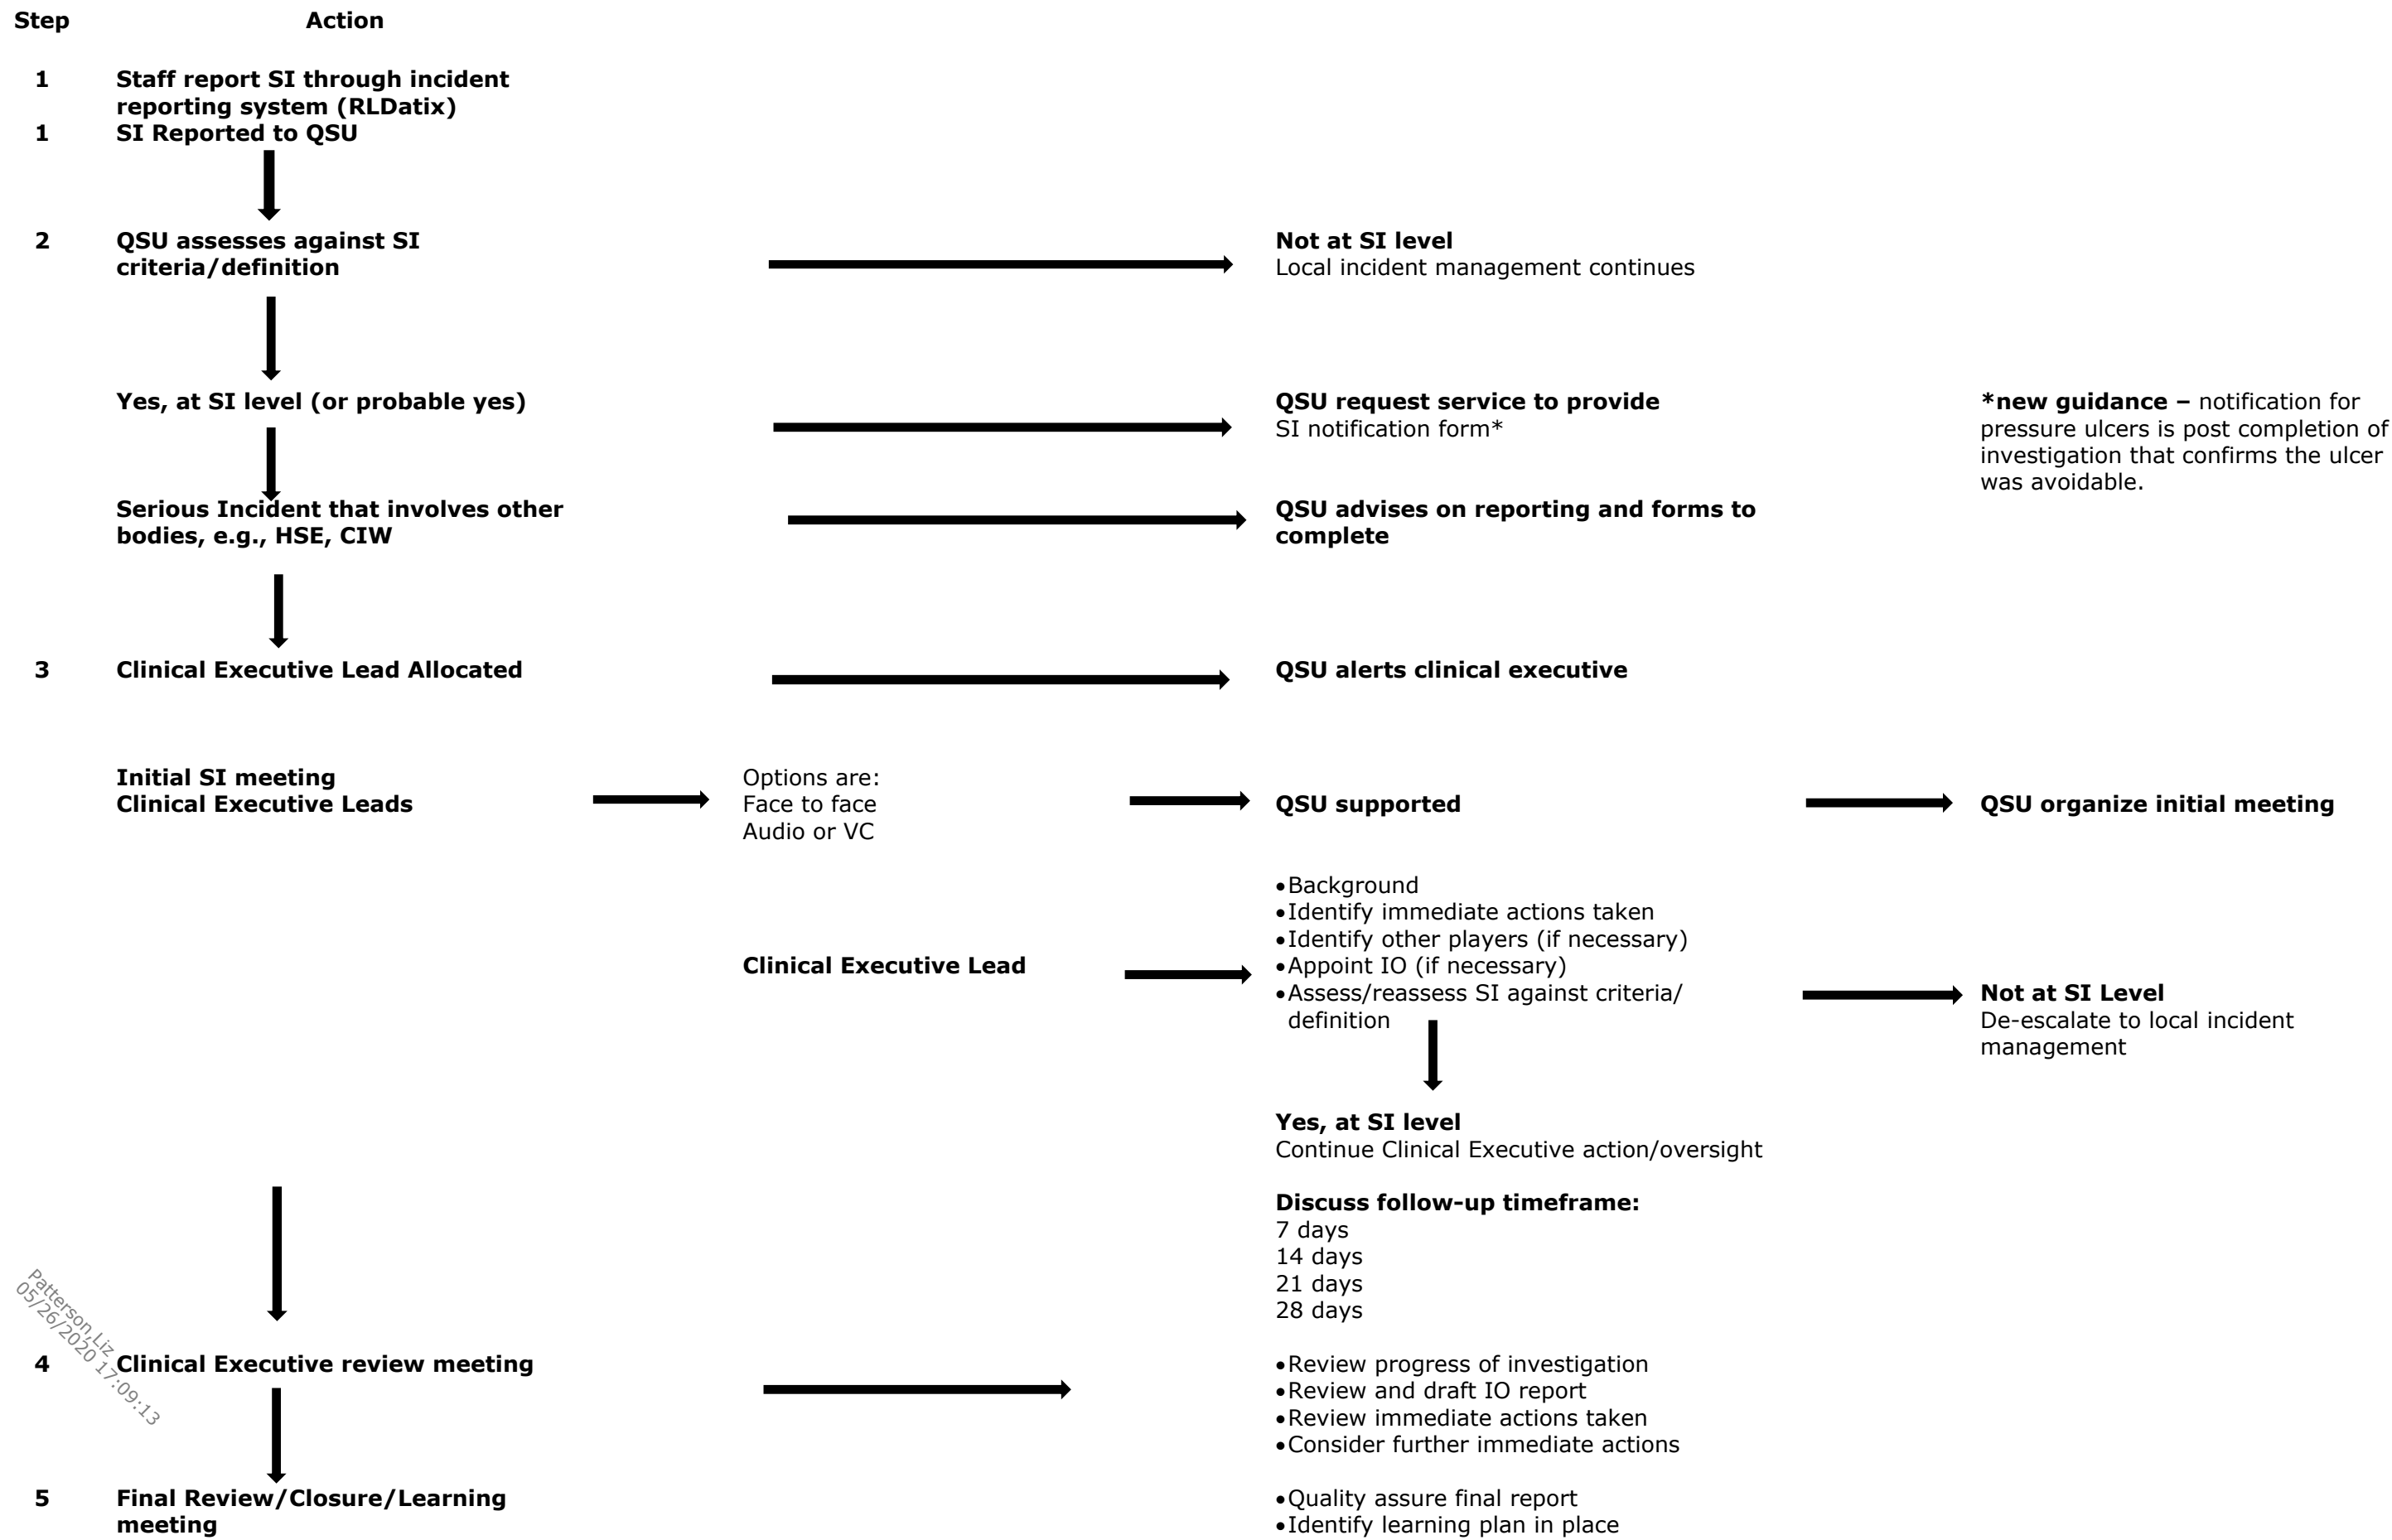 Step Action
1 Staff report SI through incident
reporting system (RLDatix)
1 SI Reported to QSU
2 QSU assesses against SI
criteria/definition
Not at SI level
Local incident management continues
Yes, at SI level (or probable yes)
QSU request service to provide
SI notification form*
*new guidance – notification for
pressure ulcers is post completion of
investigation that confirms the ulcer
was avoidable.
Serious Incident that involves other
bodies, e.g., HSE, CIW
QSU advises on reporting and forms to
complete
3 Clinical Executive Lead Allocated
QSU alerts clinical executive
Initial SI meeting
Clinical Executive Leads
Options are:
Face to face
Audio or VC
QSU supported
QSU organize initial meeting
Clinical Executive Lead
•Background
•Identify immediate actions taken
•Identify other players (if necessary)
•Appoint IO (if necessary)
•Assess/reassess SI against criteria/
definition
Not at SI Level
De-escalate to local incident
management
Yes, at SI level
Continue Clinical Executive action/oversight
Discuss follow-up timeframe:
7 days
14 days
21 days
28 days
4 Clinical Executive review meeting
•Review progress of investigation
•Review and draft IO report
•Review immediate actions taken
•Consider further immediate actions
5 Final Review/Closure/Learning
meeting
•Quality assure final report
•Identify learning plan in place
Patterson,Liz
05/26/2020 17:09:13